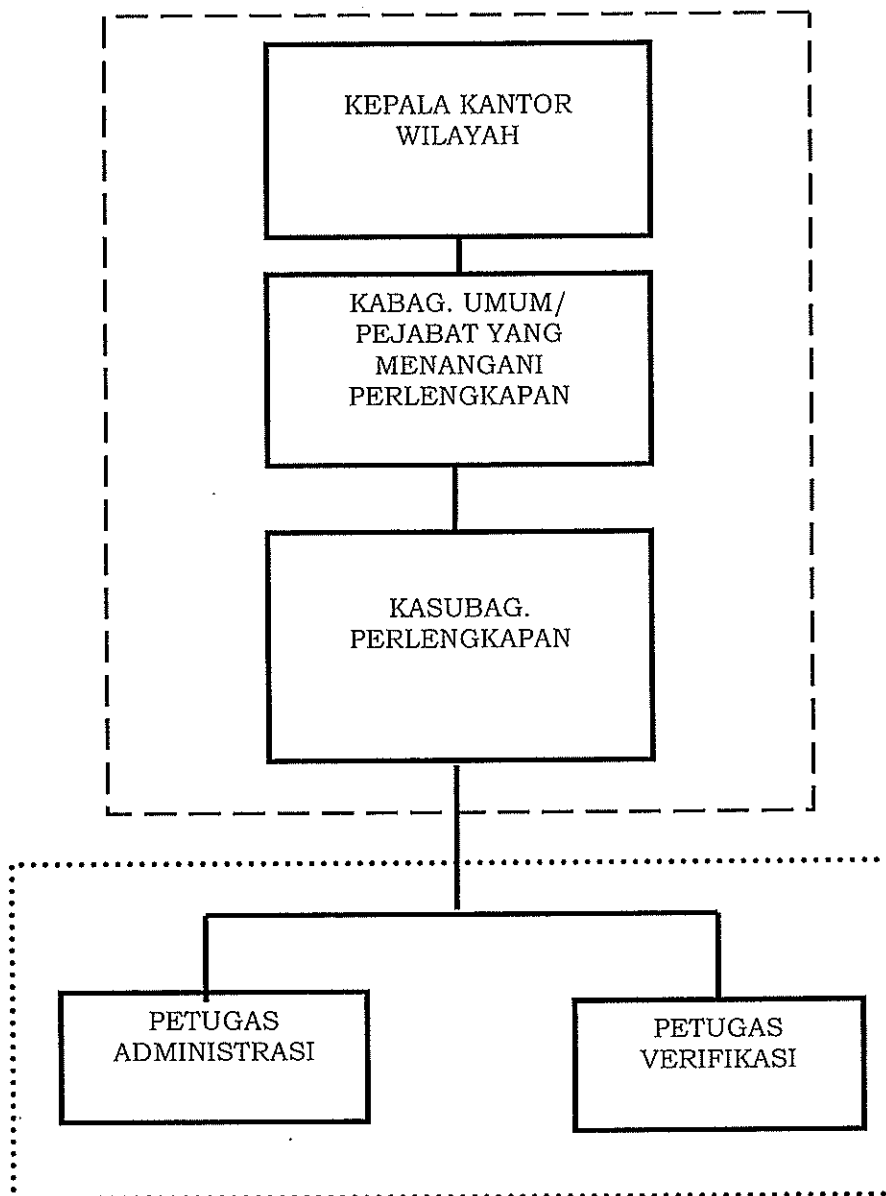 KEPALA KANTOR
WILAYAH
KABAG. UMUM/
PEJABAT YANG
MENANGANI
PERLENGKAPAN
KASUBAG.
PERLENGKAPAN
PETUGAS
ADMINISTRASI
PETUGAS
VERIFIKASI